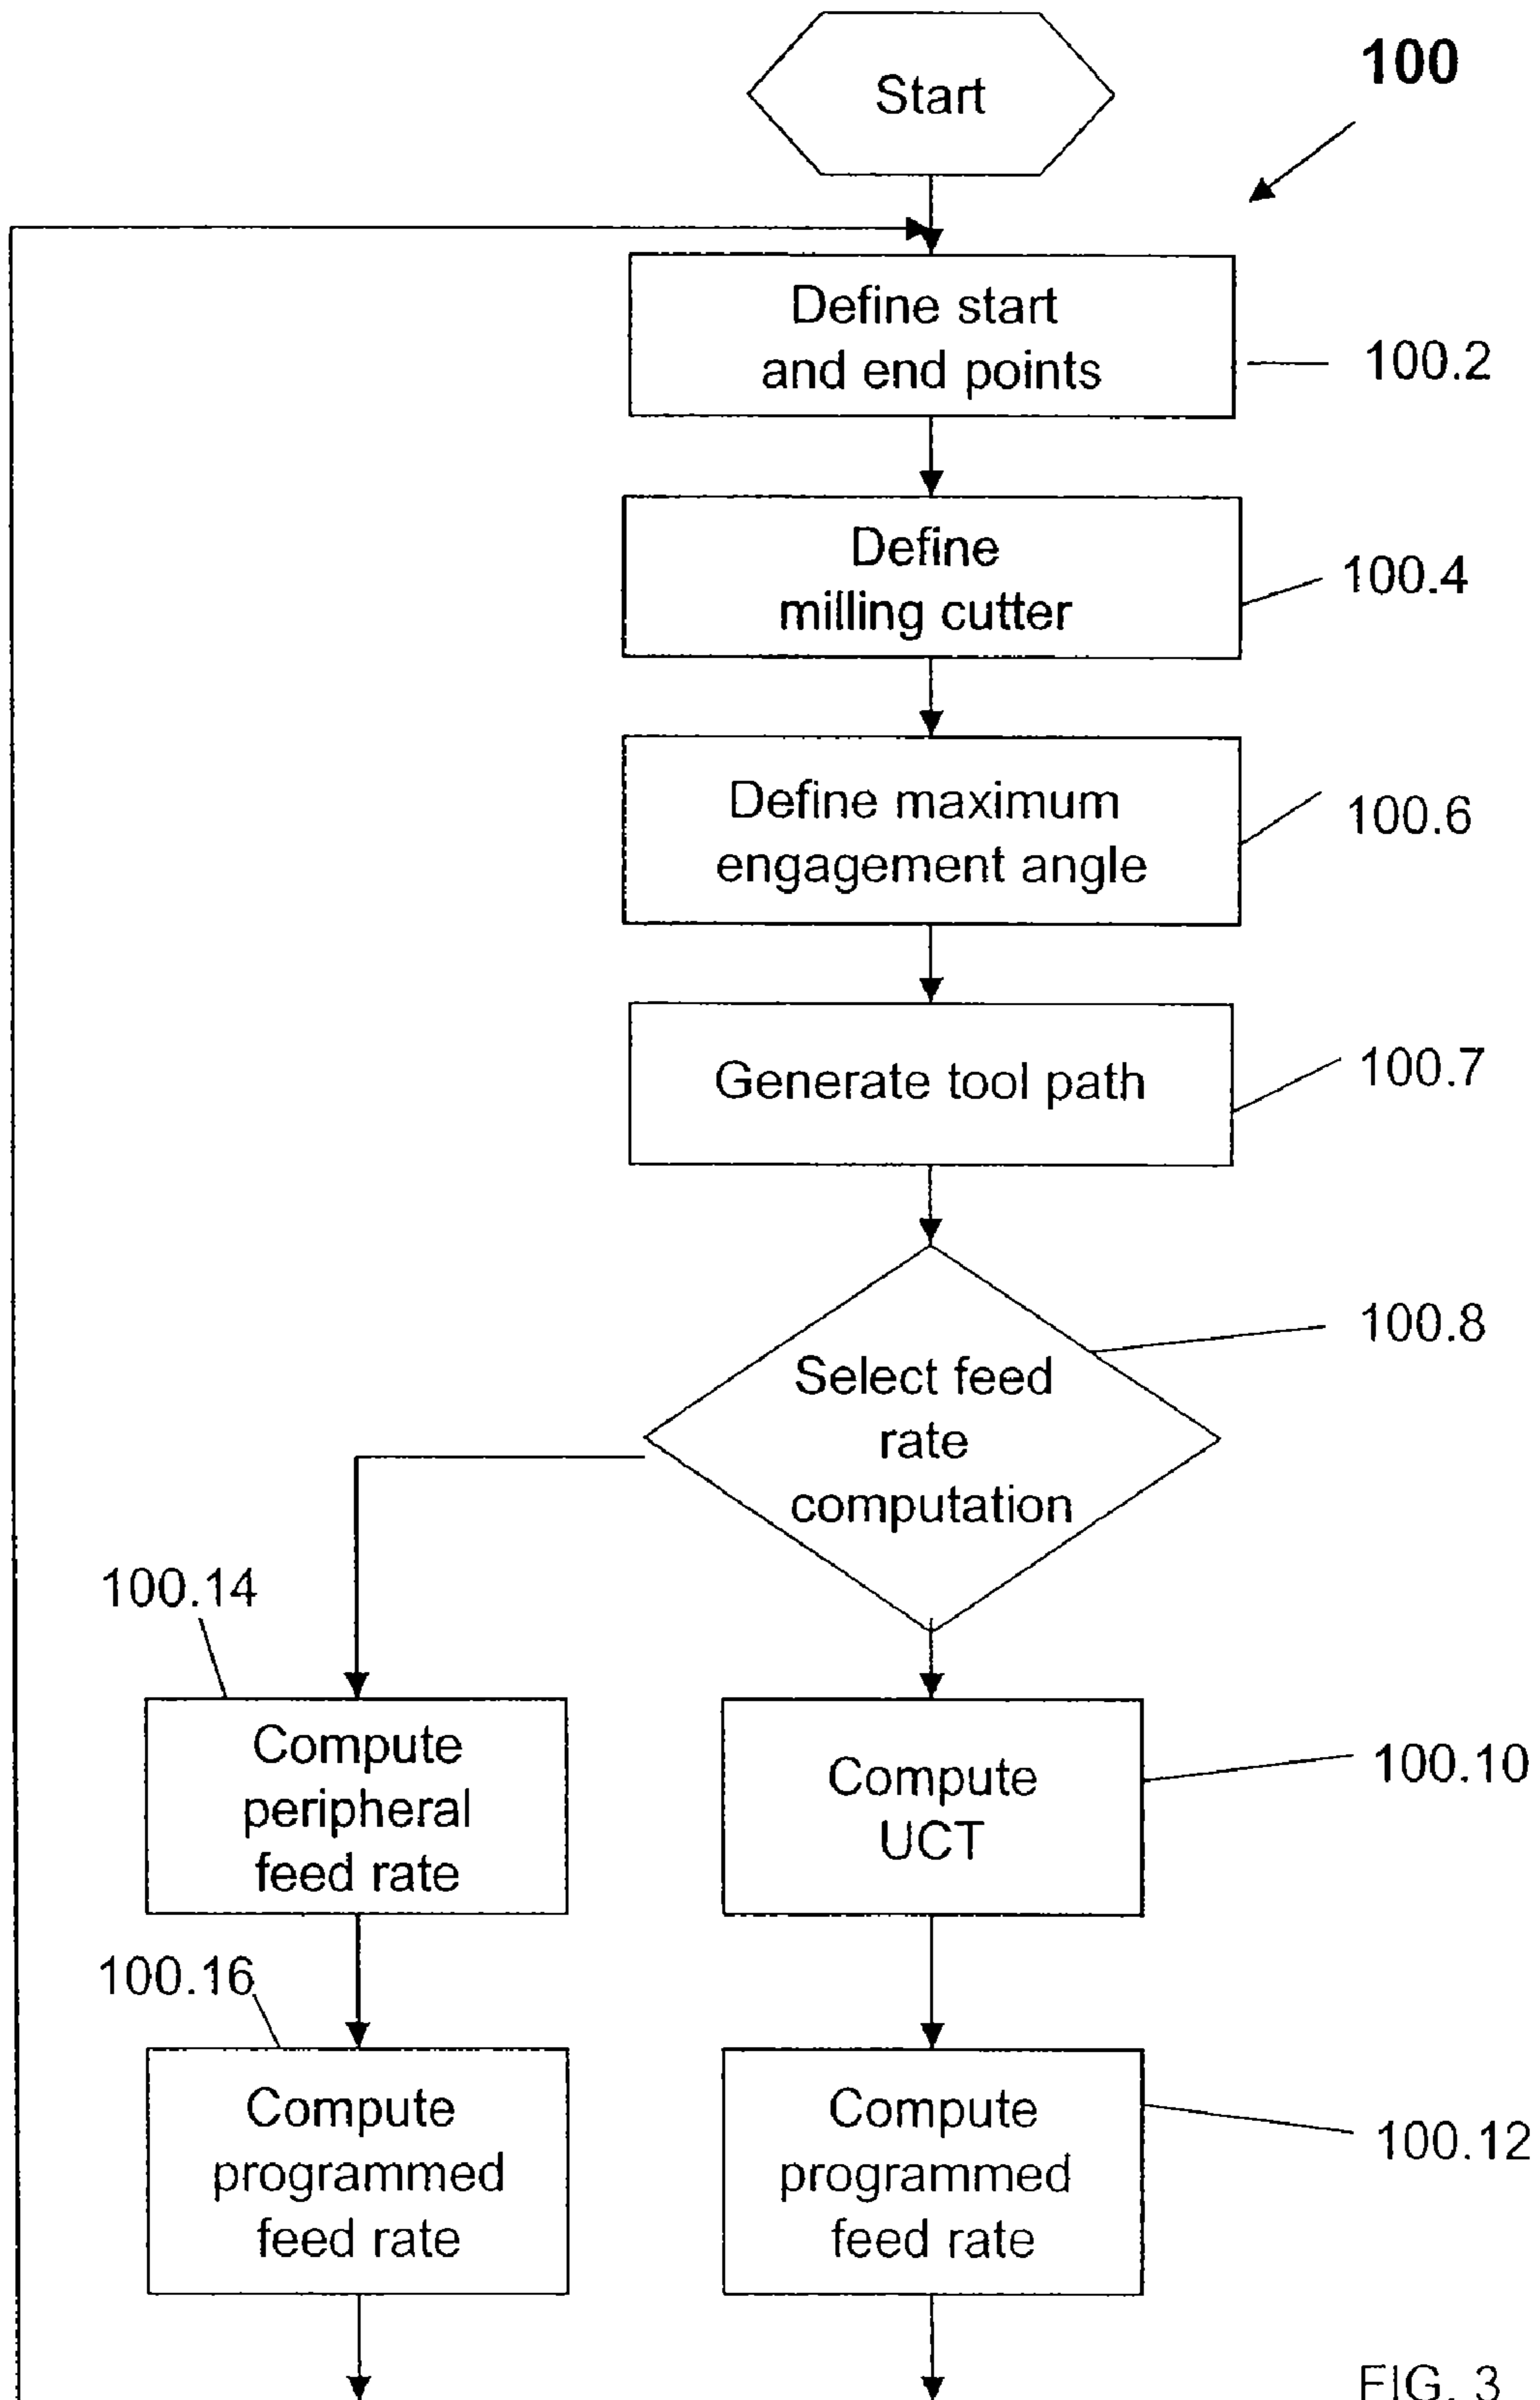 Start
100
Define start
and end points
100.2
Define
milling cutter
100.4
Define maximum
engagement angle
100.6
Generate tool path
100.7
Select feed
rate
computation
100.8
100.14
Compute
peripheral
feed rate
Compute
UCT
100.10
100.16
Compute
programmed
feed rate
Compute
programmed
feed rate
100.12
FIG. 3